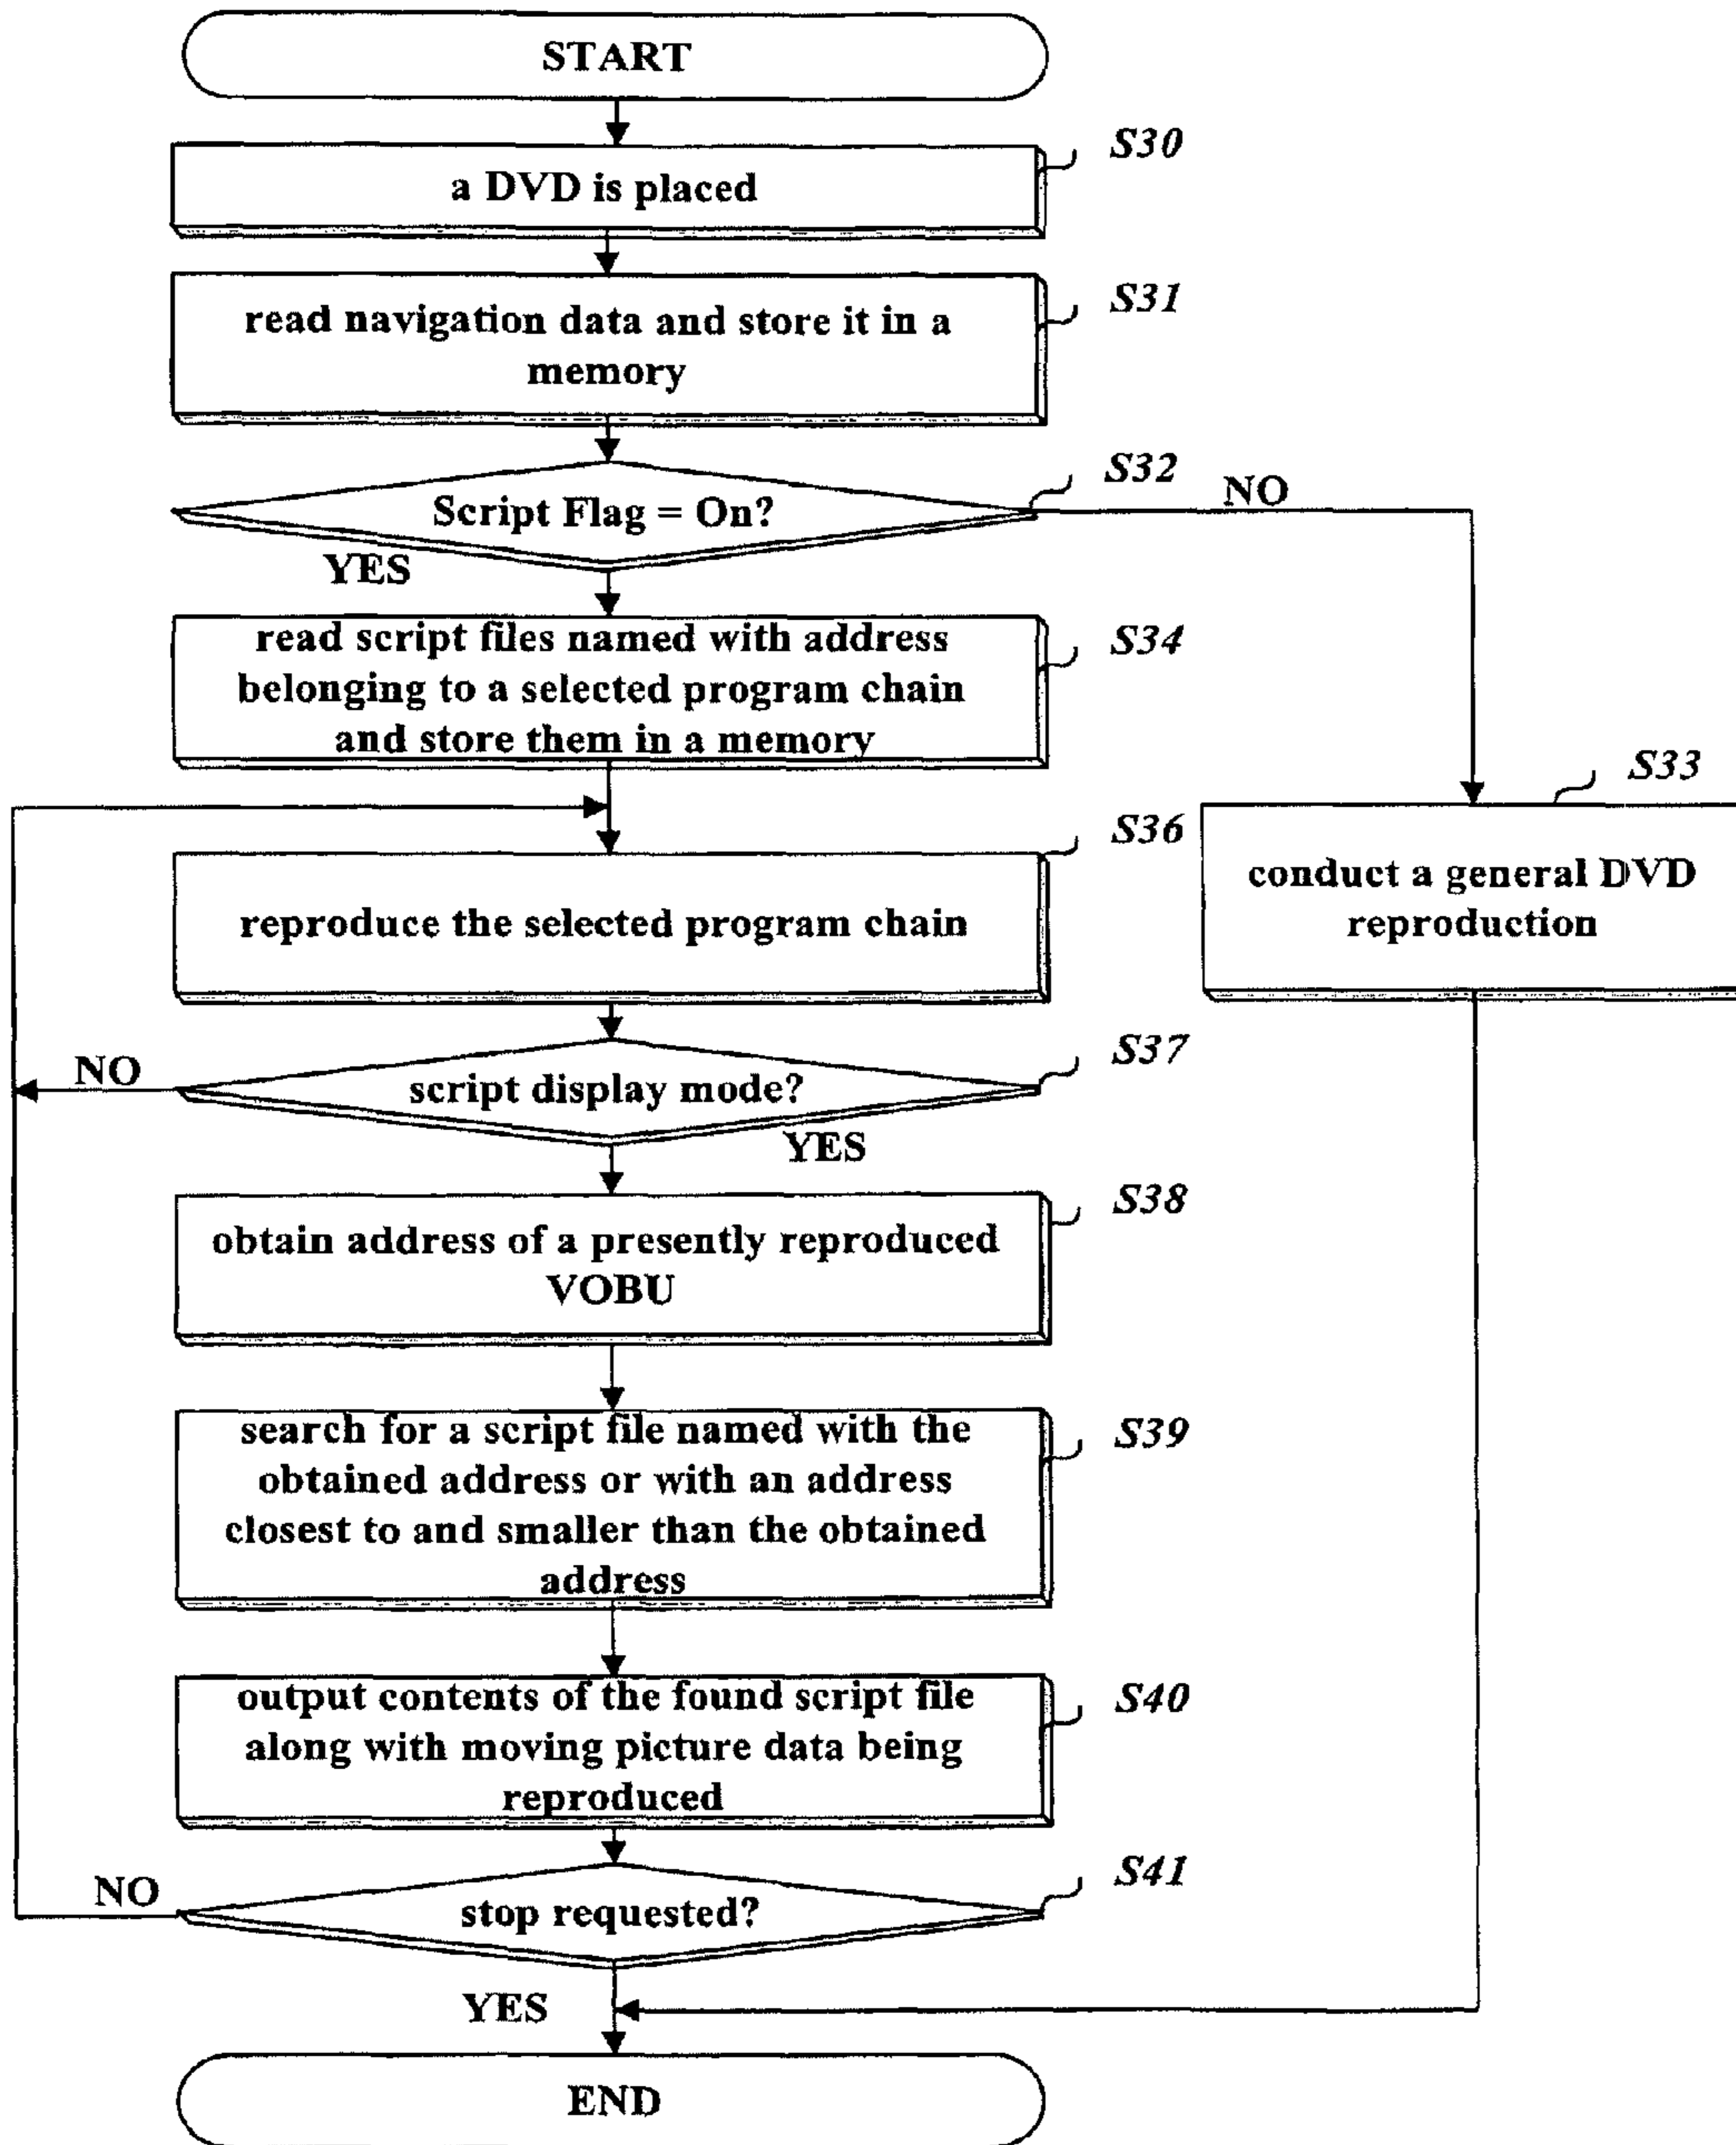 START
S30
a DVD is placed
S31
read navigation data and store it in a
memory
S32
Script Flag = On?
NO
YES
S34
read script files named with address
belonging to a selected program chain
and store them in a memory
S33
conduct a general DVD
reproduction
S36
reproduce the selected program chain
S37
script display mode?
NO
YES
S38
obtain address of a presently reproduced
VOBU
S39
search for a script file named with the
obtained address or with an address
closest to and smaller than the obtained
address
S40
output contents of the found script file
along with moving picture data being
reproduced
S41
stop requested?
NO
YES
END